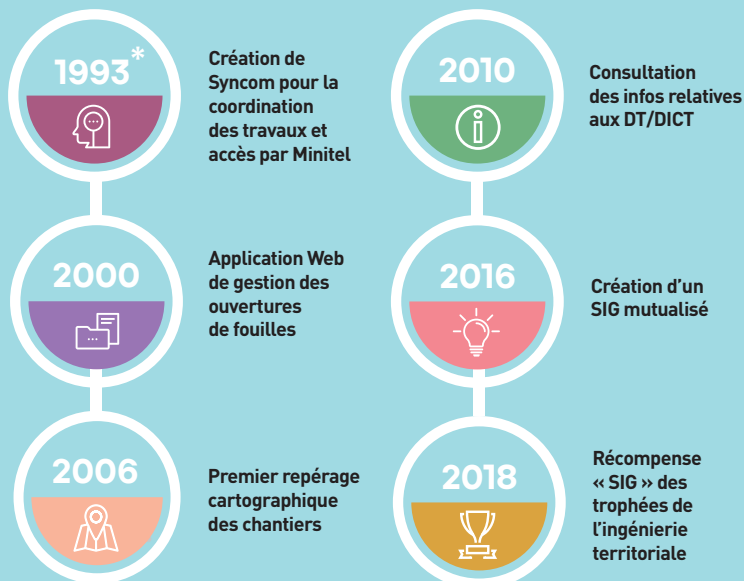 1993*
Création de
Syncom pour la
coordination
des travaux et
accès par Minitel
2000
Application Web
de gestion des
ouvertures
de fouilles
2006
Premier repérage
cartographique
des chantiers
2010
Consultation
des infos relatives
aux DT/DICT
2016
Création d’un
SIG mutualisé
2018
Récompense
« SIG » des
trophées de
l’ingénierie
territoriale